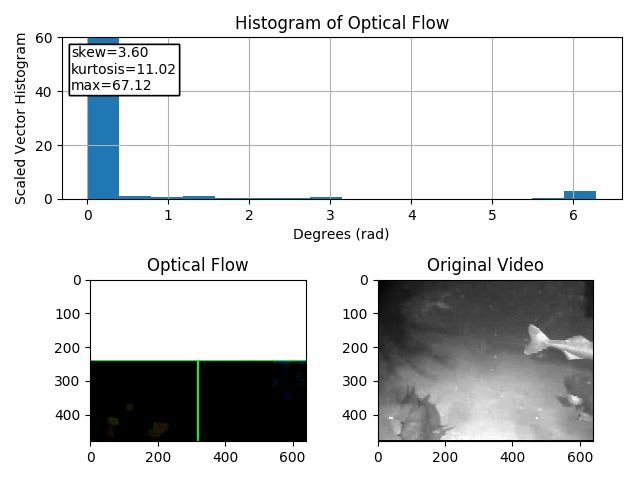 Histogram of Optical Flow
Scaled Vector Histogram
60
40
20
0
skew=3.60
kurtosis=11.02
max=67.12
0 1 2 3 4 5 6
Degrees (rad)
Optical Flow
0
100
200
300
400
0 200 400 600
Original Video
0
100
200
300
400
0 200 400 600